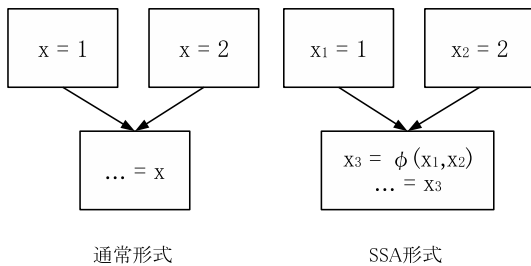 x = 1
x = 2
... = x
通常形式
x₁ = 1
x₂ = 2
x₃ = ϕ(x₁,x₂)
... = x₃
SSA形式